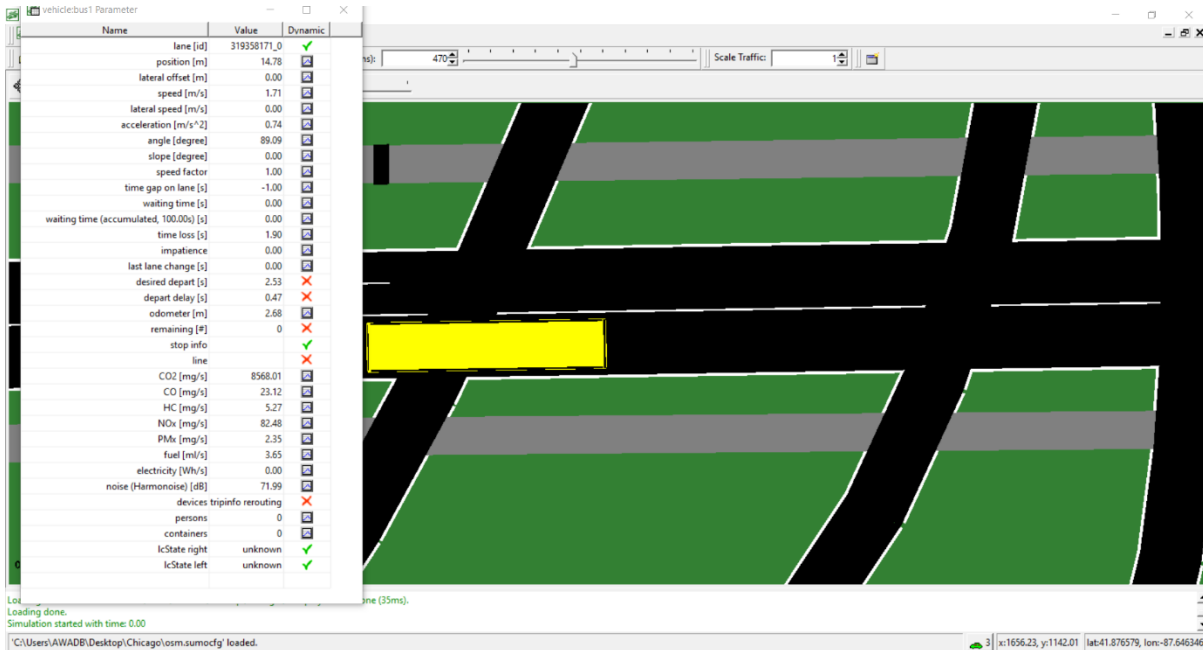 vehicle:bus1 Parameter
Name Value Dynamic
lane [id] 319358171_0
position [m] 14.78
lateral offset [m] 0.00
speed [m/s] 1.71
lateral speed [m/s] 0.00
acceleration [m/s^2] 0.74
angle [degree] 89.09
slope [degree] 0.00
speed factor 1.00
time gap on lane [s] -1.00
waiting time [s] 0.00
waiting time (accumulated, 100.00s) [s] 0.00
time loss [s] 1.90
impatience 0.00
last lane change [s] 0.00
desired depart [s] 2.53
depart delay [s] 0.47
odometer [m] 2.68
remaining [#] 0
stop info
line
CO2 [mg/s] 8568.01
CO [mg/s] 23.12
HC [mg/s] 5.27
NOx [mg/s] 82.48
PMx [mg/s] 2.35
fuel [ml/s] 3.65
electricity [Wh/s] 0.00
noise (Harmonoise) [dB] 71.99
devices tripinfo rerouting
persons 0
containers 0
lcState right unknown
lcState left unknown
ns): 470 Scale Traffic: 1
one (35ms).
Loading done.
Simulation started with time: 0.00
'C:\Users\AWADB\Desktop\Chicago\osm.sumocfg' loaded.
3 x:1656.23, y:1142.01 lat:41.876579, lon:-87.646346